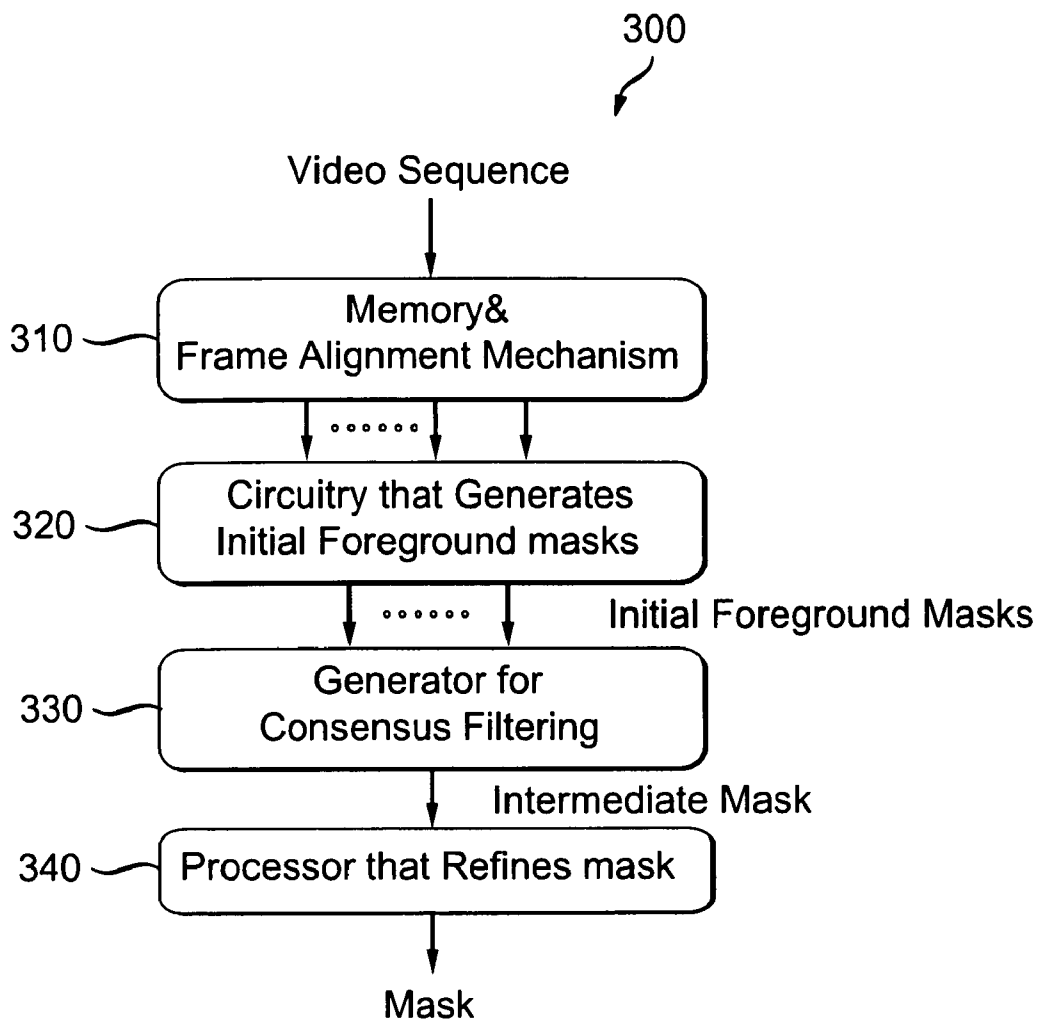 300
Video Sequence
310
Memory&
Frame Alignment Mechanism
320
Circuitry that Generates
Initial Foreground masks
Initial Foreground Masks
330
Generator for
Consensus Filtering
Intermediate Mask
340
Processor that Refines mask
Mask